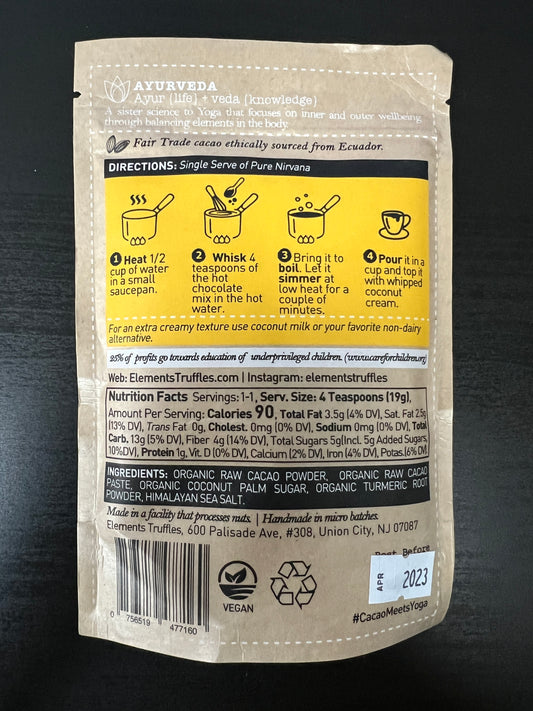 AYURVEDA
Ayur (life) + veda (knowledge)
A sister science to Yoga that focuses on inner and outer wellbeing
through balancing elements in the body.
Fair Trade cacao ethically sourced from Ecuador.
DIRECTIONS: Single Serve of Pure Nirvana
1 Heat 1/2
cup of water
in a small
saucepan.
2 Whisk 4
teaspoons of
the hot
chocolate
mix in the hot
water.
3 Bring it to
boil. Let it
simmer at
low heat for a
couple of
minutes.
4 Pour it in a
cup and top it
with whipped
coconut
cream.
For an extra creamy texture use coconut milk or your favorite non-dairy
alternative.
25% of profits go towards education of underprivileged children. (www.careforchildren.org)
Web: ElementsTruffles.com | Instagram: elementstruffles
Nutrition Facts Servings:1-1, Serv. Size: 4 Teaspoons (19g),
Amount Per Serving: Calories 90, Total Fat 3.5g (4% DV), Sat. Fat 2.5g
(13% DV), Trans Fat 0g, Cholest. 0mg (0% DV), Sodium 0mg (0% DV), Total
Carb. 13g (5% DV), Fiber 4g (14% DV), Total Sugars 5g(Incl. 5g Added Sugars,
10%DV), Protein 1g, Vit. D (0% DV), Calcium (2% DV), Iron (4% DV), Potas.(6% DV)
INGREDIENTS: ORGANIC RAW CACAO POWDER, ORGANIC RAW CACAO
PASTE, ORGANIC COCONUT PALM SUGAR, ORGANIC TURMERIC ROOT
POWDER, HIMALAYAN SEA SALT.
Made in a facility that processes nuts. | Handmade in micro batches.
Elements Truffles, 600 Palisade Ave, #308, Union City, NJ 07087
Best Before
APR 2023
VEGAN
0 756519 477160
#CacaoMeetsYoga